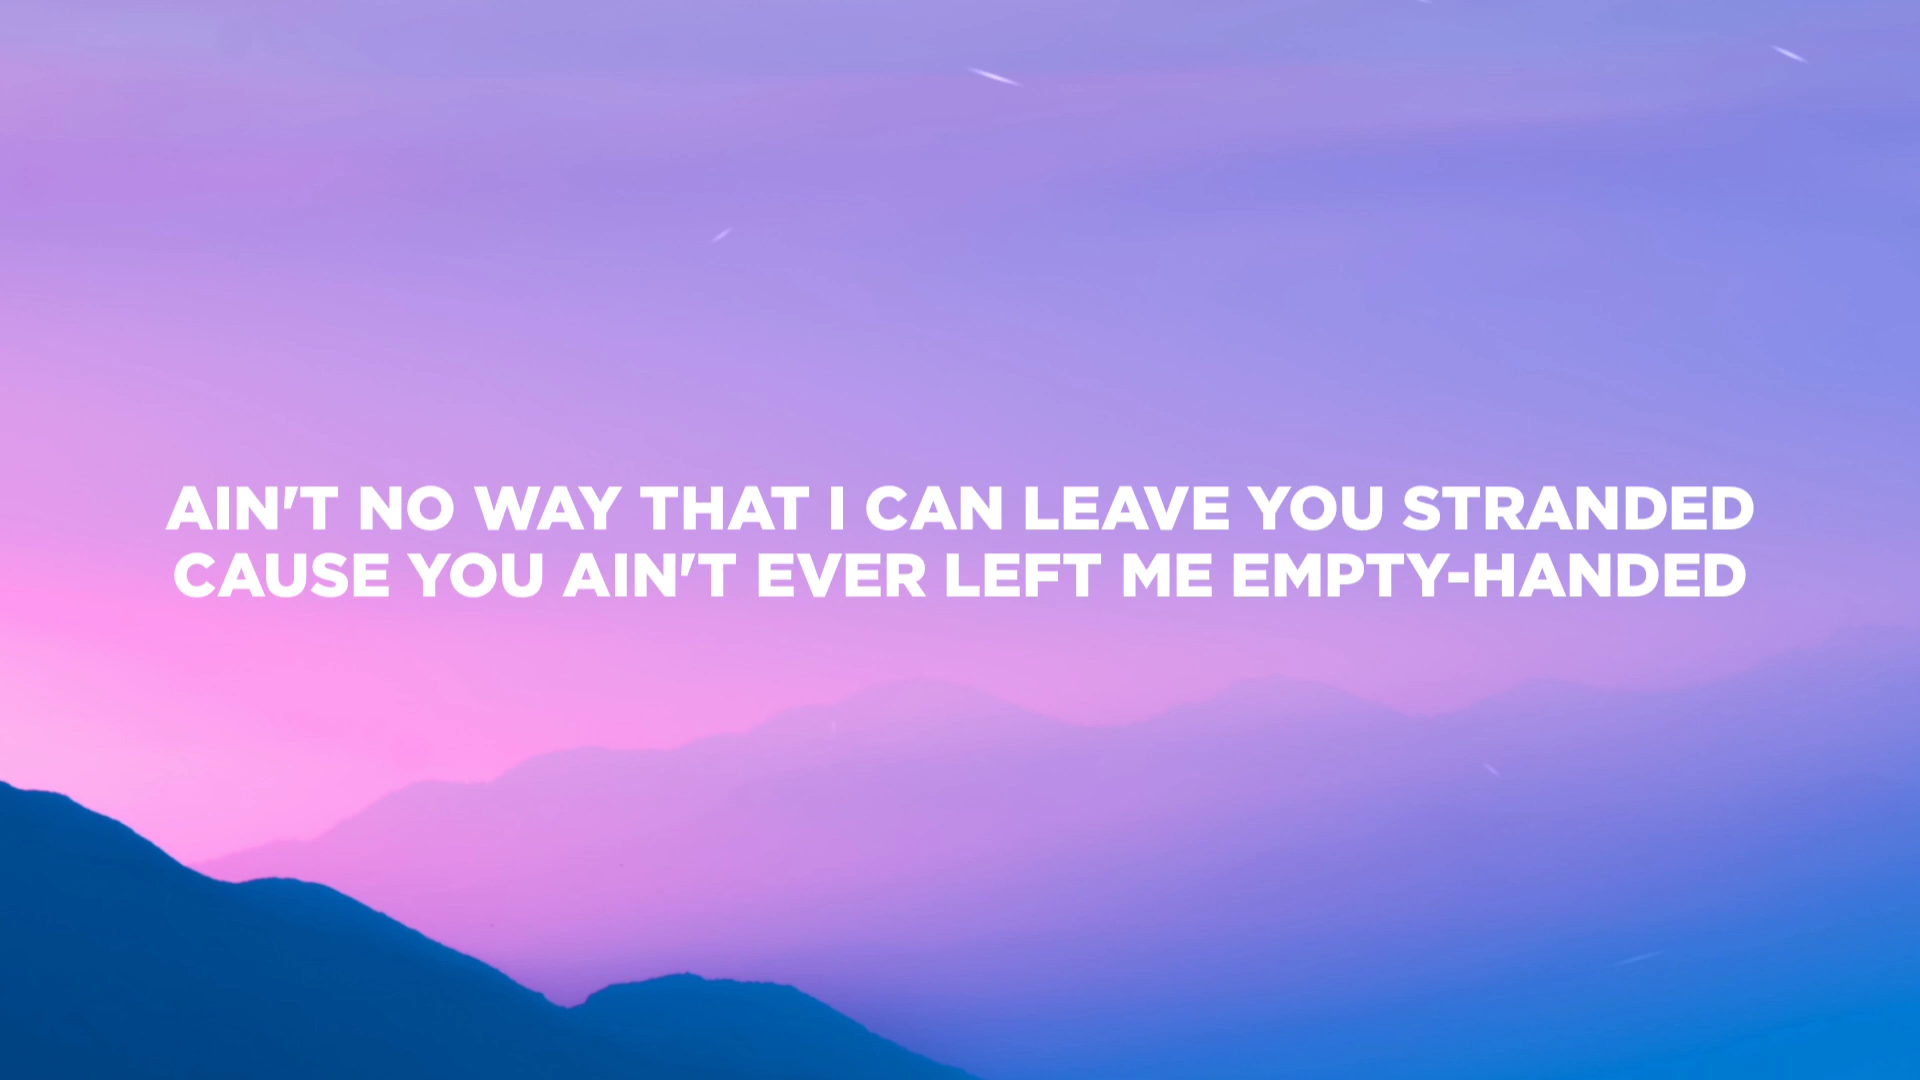 AIN'T NO WAY THAT I CAN LEAVE YOU STRANDED
CAUSE YOU AIN'T EVER LEFT ME EMPTY-HANDED